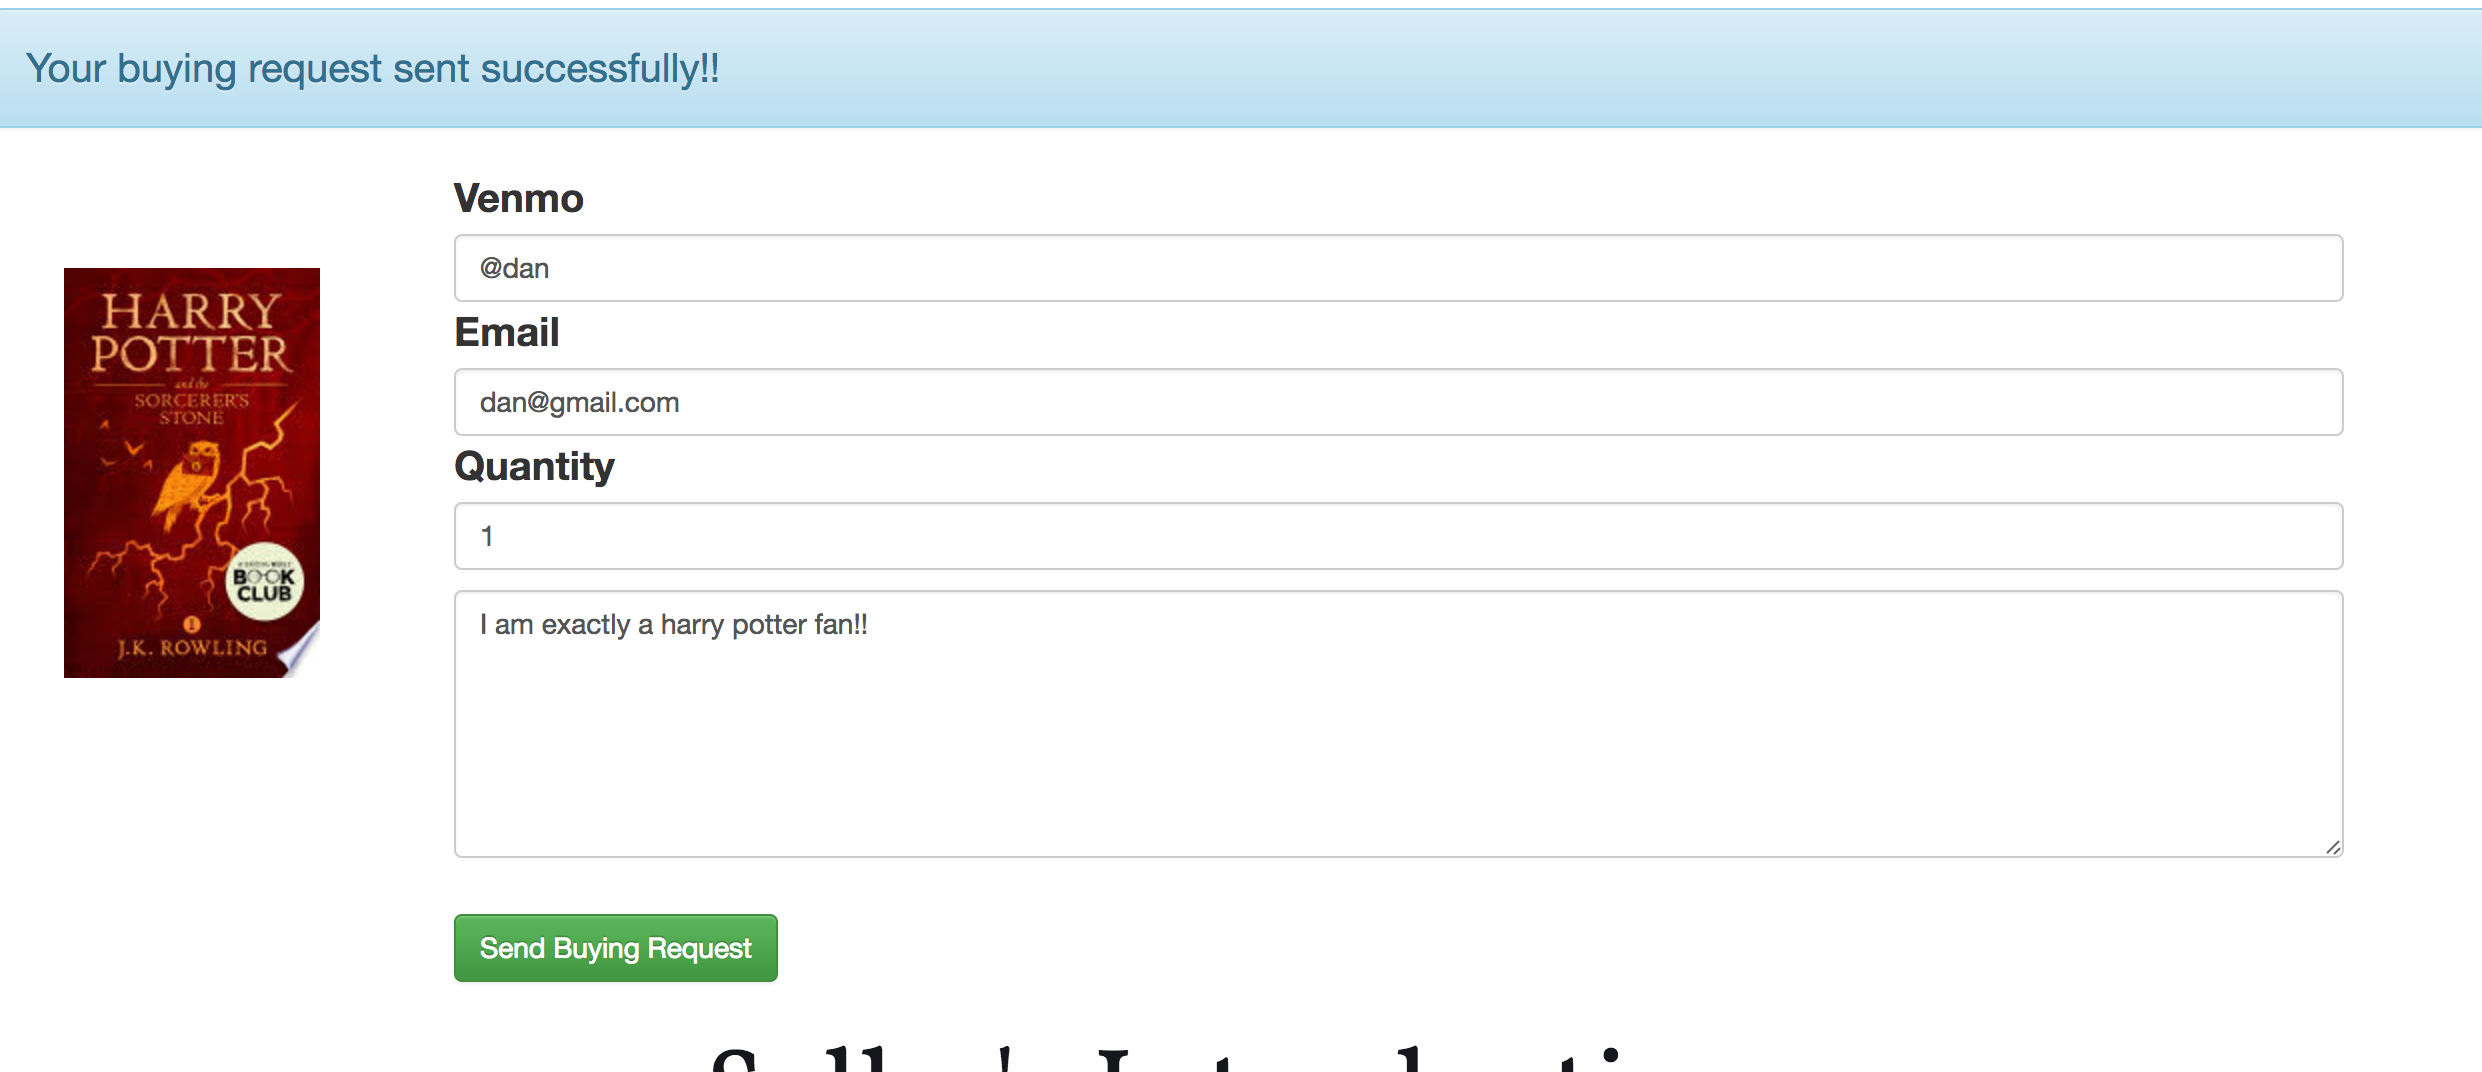 Your buying request sent successfully!!
Venmo
@dan
Email
dan@gmail.com
Quantity
1
I am exactly a harry potter fan!!
Send Buying Request
HARRY
POTTER
and the
SORCERER'S
STONE
BOOK
CLUB
1
J.K. ROWLING